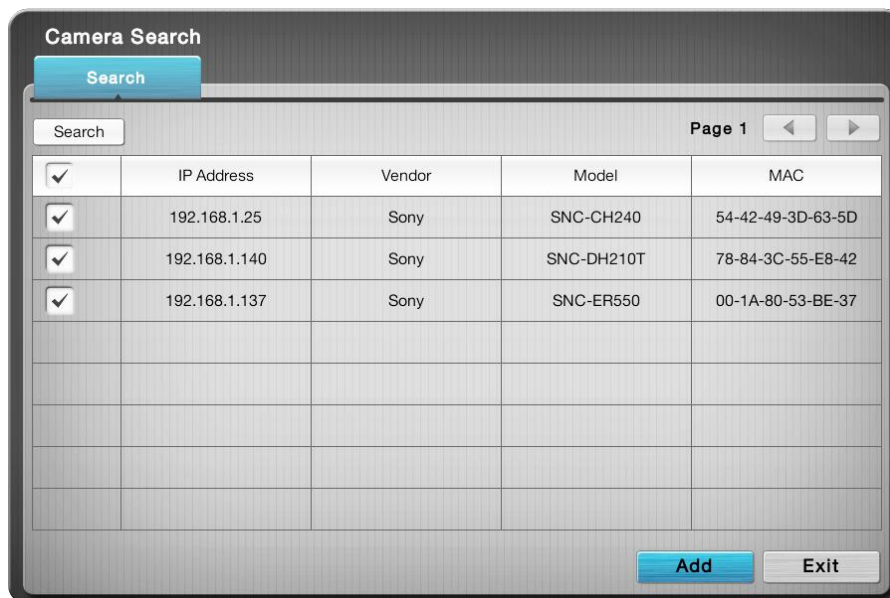 Camera Search
Search
Search Page 1
IP Address Vendor Model MAC
192.168.1.25 Sony SNC-CH240 54-42-49-3D-63-5D
192.168.1.140 Sony SNC-DH210T 78-84-3C-55-E8-42
192.168.1.137 Sony SNC-ER550 00-1A-80-53-BE-37
Add Exit